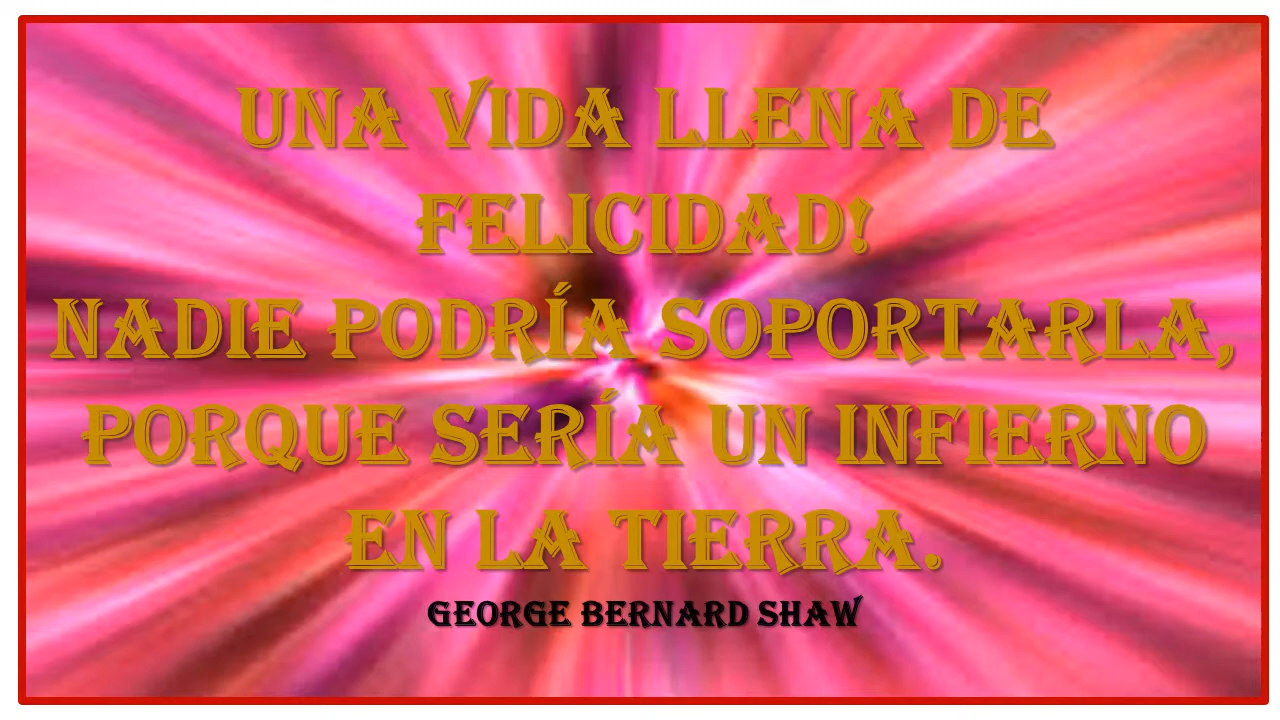 UNA VIDA LLENA DE
FELICIDAD!
NADIE PODRÍA SOPORTARLA,
PORQUE SERÍA UN INFIERNO
EN LA TIERRA.
GEORGE BERNARD SHAW